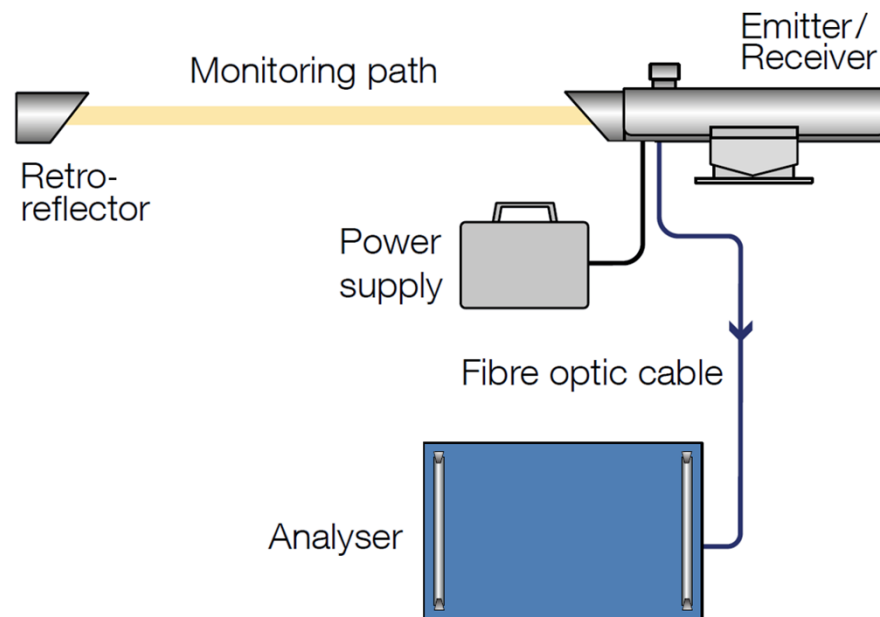 Emitter/
Receiver
Monitoring path
Retro-
reflector
Power
supply
Fibre optic cable
Analyser